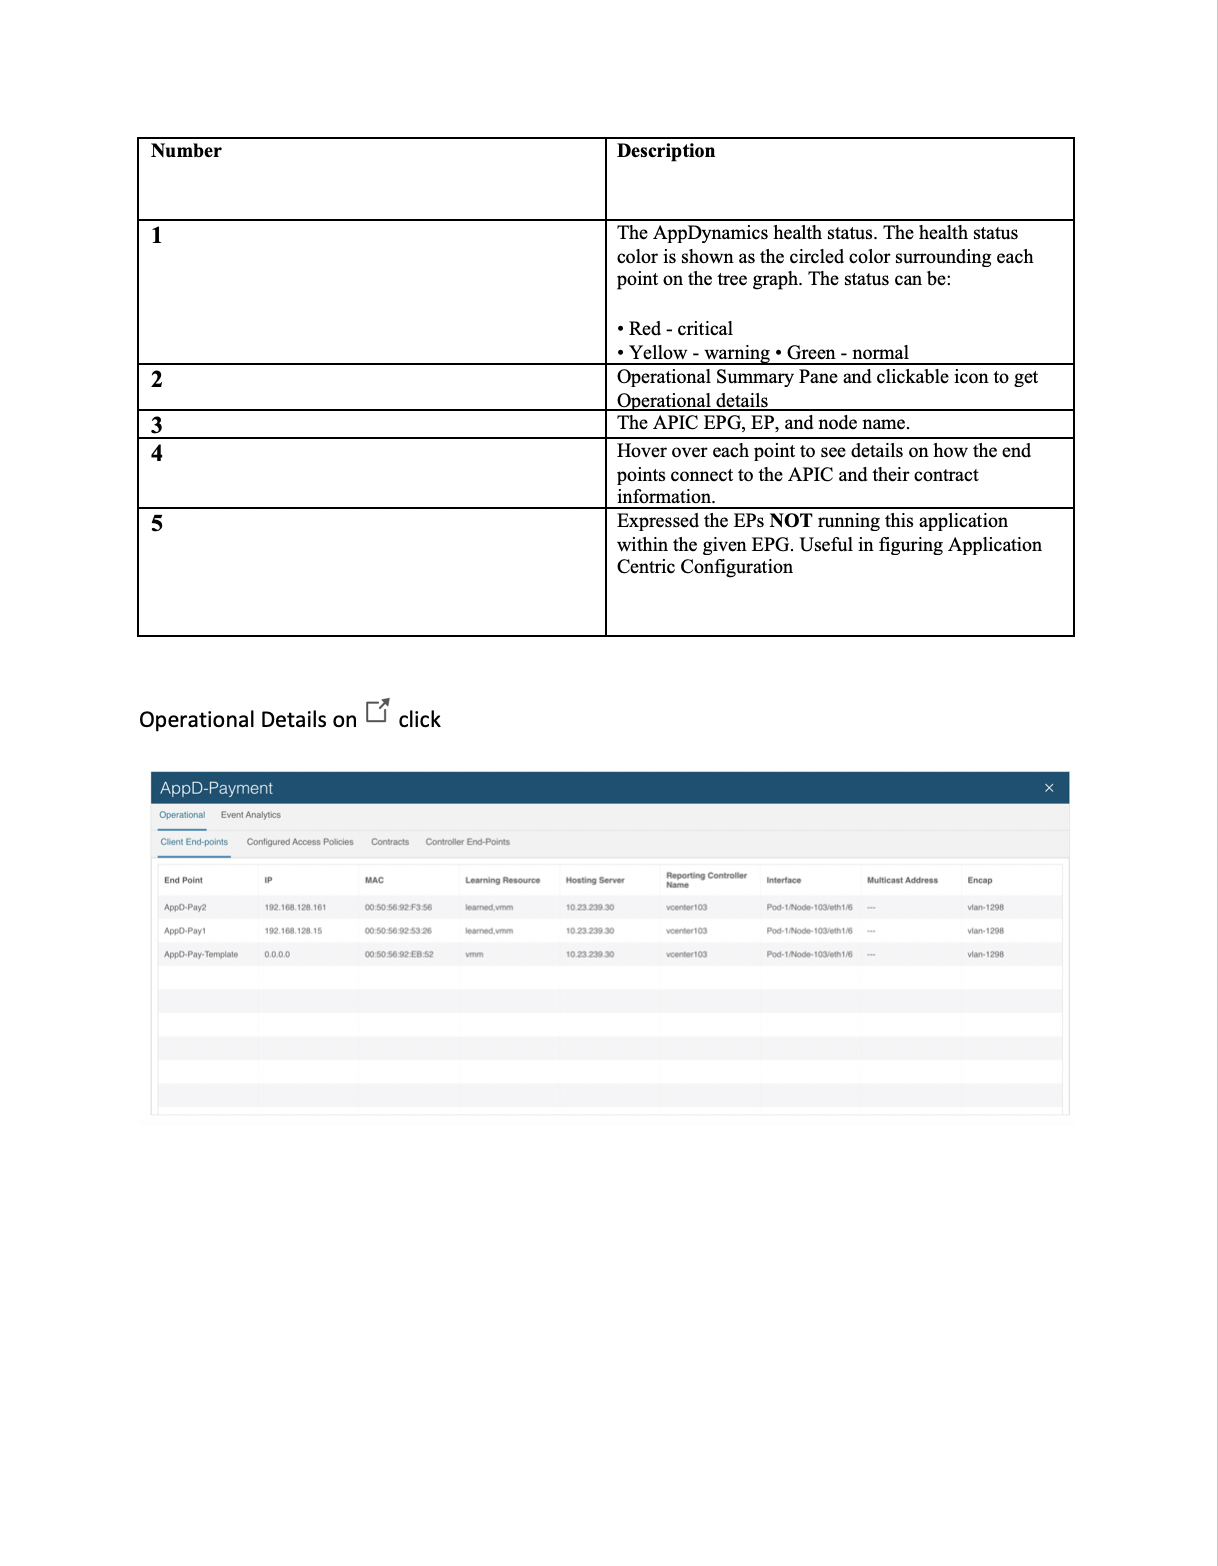 Number Description
1 The AppDynamics health status. The health status
color is shown as the circled color surrounding each
point on the tree graph. The status can be:
• Red - critical
• Yellow - warning • Green - normal
2 Operational Summary Pane and clickable icon to get
Operational details
3 The APIC EPG, EP, and node name.
4 Hover over each point to see details on how the end
points connect to the APIC and their contract
information.
5 Expressed the EPs NOT running this application
within the given EPG. Useful in figuring Application
Centric Configuration
Operational Details on click
AppD-Payment ×
Operational Event Analytics
Client End-points Configured Access Policies Contracts Controller End-Points
End Point IP MAC Learning Resource Hosting Server Reporting Controller Name Interface Multicast Address Encap
AppD-Pay2 192.168.128.161 00:50:56:92:F3:56 learned,vmm 10.23.239.30 vcenter103 Pod-1/Node-103/eth1/6 --- vlan-1298
AppD-Pay1 192.168.128.15 00:50:56:92:53:26 learned,vmm 10.23.239.30 vcenter103 Pod-1/Node-103/eth1/6 --- vlan-1298
AppD-Pay-Template 0.0.0.0 00:50:56:92:EB:52 vmm 10.23.239.30 vcenter103 Pod-1/Node-103/eth1/6 --- vlan-1298